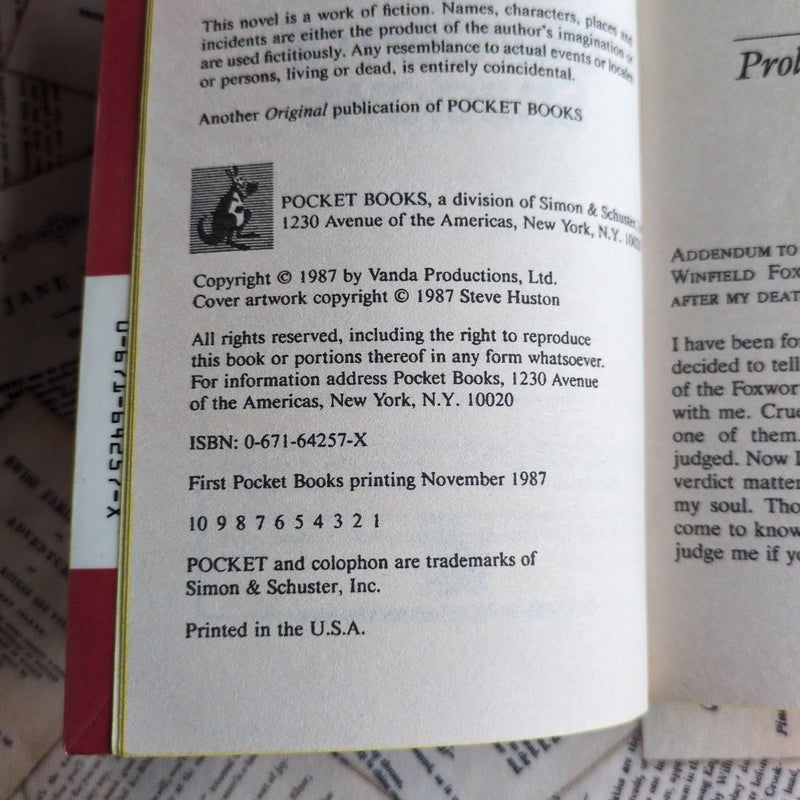 This novel is a work of fiction. Names, characters, places and
incidents are either the product of the author's imagination or
are used fictitiously. Any resemblance to actual events or locales
or persons, living or dead, is entirely coincidental.
Another Original publication of POCKET BOOKS
POCKET BOOKS, a division of Simon & Schuster
1230 Avenue of the Americas, New York, N.Y.
Copyright © 1987 by Vanda Productions, Ltd.
Cover artwork copyright © 1987 Steve Huston
All rights reserved, including the right to reproduce
this book or portions thereof in any form whatsoever.
For information address Pocket Books, 1230 Avenue
of the Americas, New York, N.Y. 10020
ISBN: 0-671-64257-X
First Pocket Books printing November 1987
10 9 8 7 6 5 4 3 2 1
POCKET and colophon are trademarks of
Simon & Schuster, Inc.
Printed in the U.S.A.
0-671-64257-X
Prol
ADDENDUM TO
WINFIELD FOX
AFTER MY DEAT
I have been fo
decided to tell
of the Foxwor
with me. Crue
one of them.
judged. Now I
verdict matter
my soul. Tho
come to know
judge me if yo
JANE